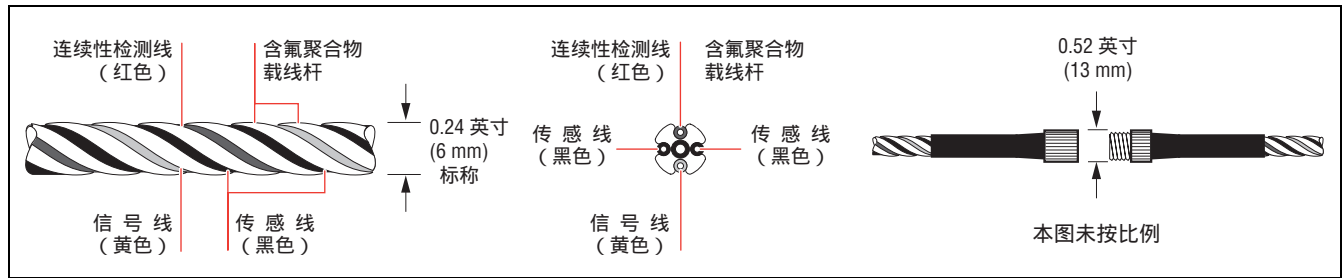 连续性检测线
（红色）
含氟聚合物
载线杆
0.24 英寸
(6 mm)
标称
信 号 线
（黄色）
传 感 线
（黑色）
连续性检测线
（红色）
含氟聚合物
载线杆
传 感 线
（黑色）
传 感 线
（黑色）
信 号 线
（黄色）
0.52 英寸
(13 mm)
本图未按比例